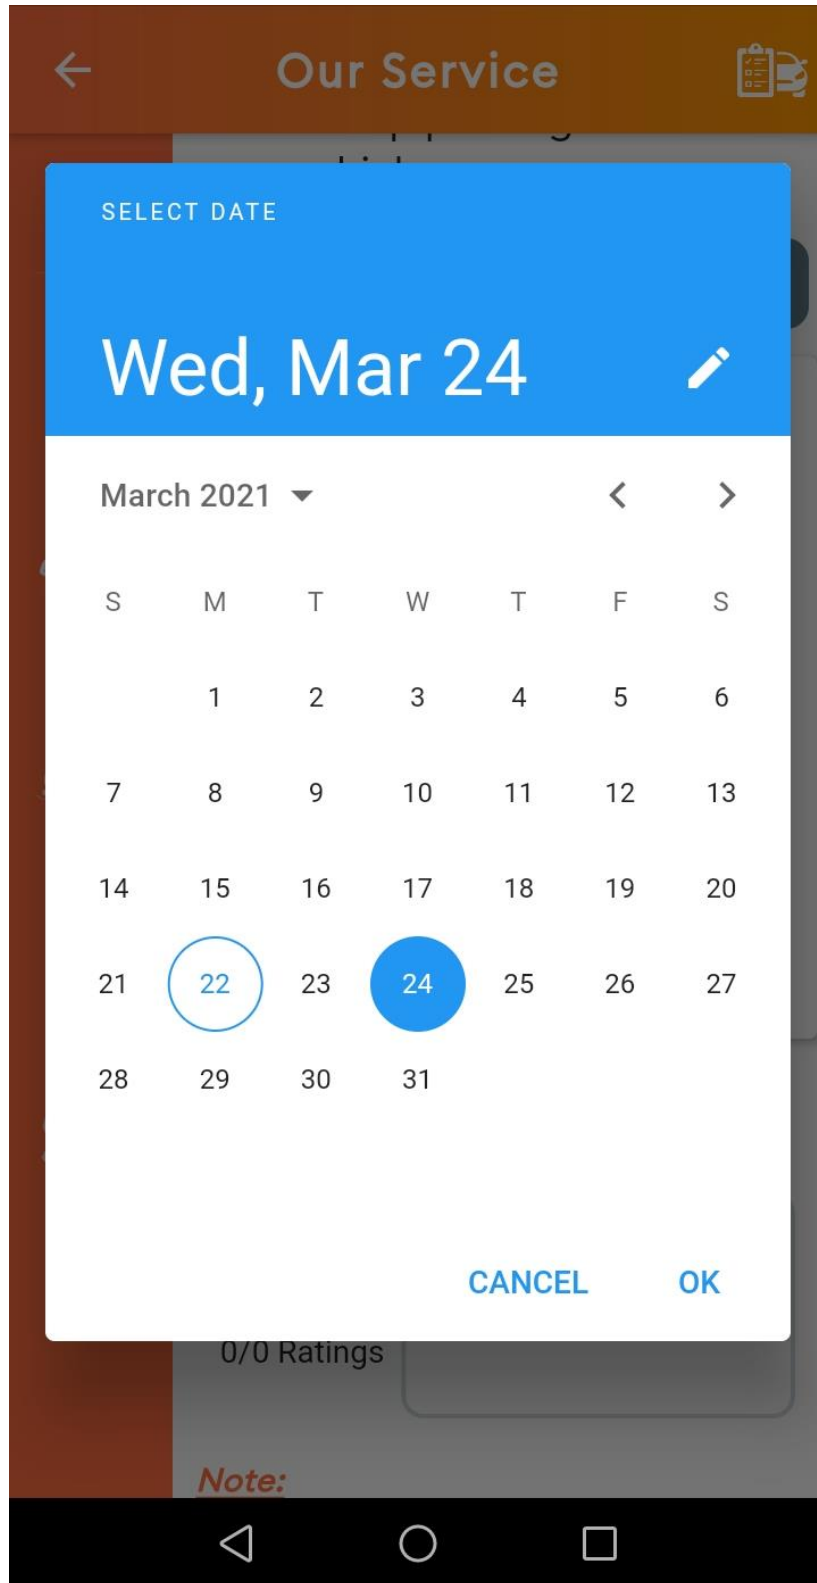 Our Service
SELECT DATE
Wed, Mar 24
March 2021
S M T W T F S
1 2 3 4 5 6
7 8 9 10 11 12 13
14 15 16 17 18 19 20
21 22 23 24 25 26 27
28 29 30 31
CANCEL OK
0/0 Ratings
Note: